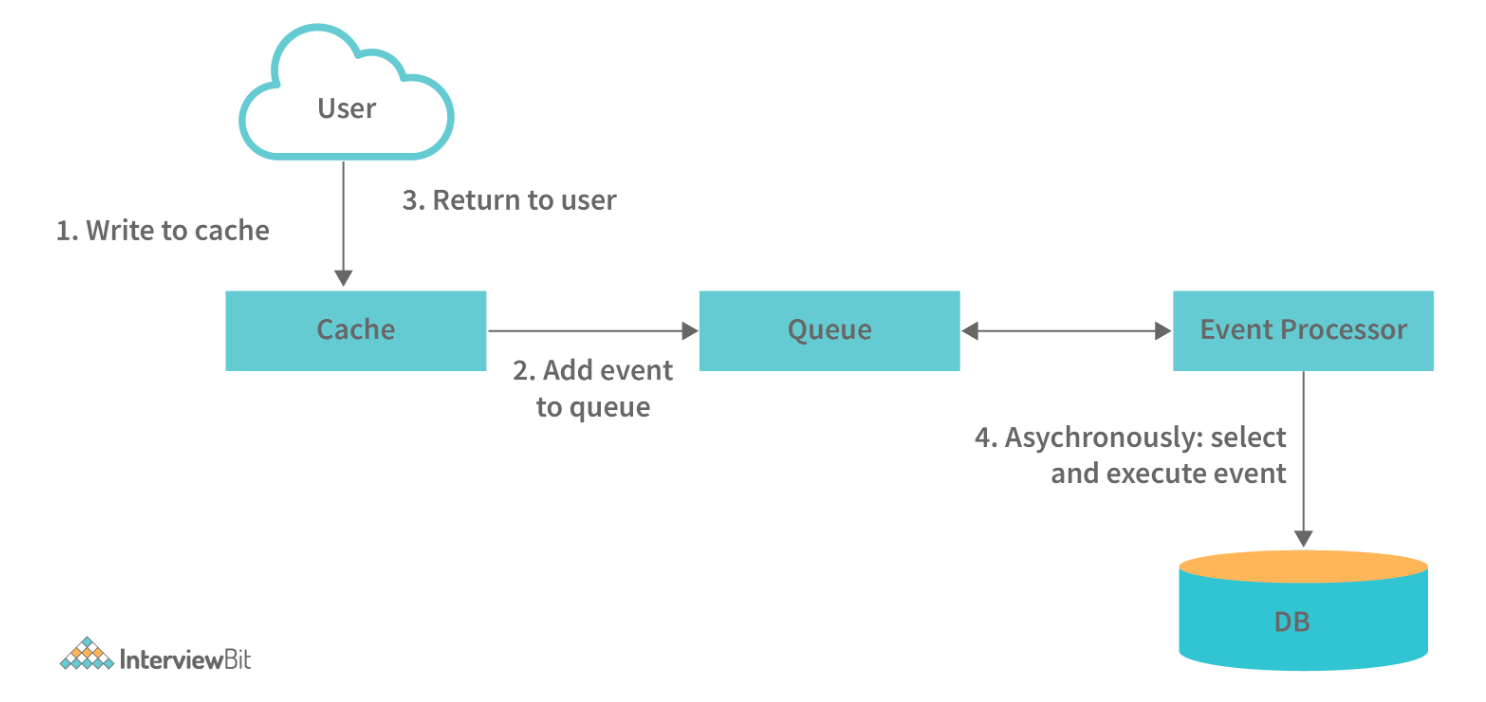 User
3. Return to user
1. Write to cache
Cache
Queue
Event Processor
2. Add event
to queue
4. Asychronously: select
and execute event
DB
InterviewBit